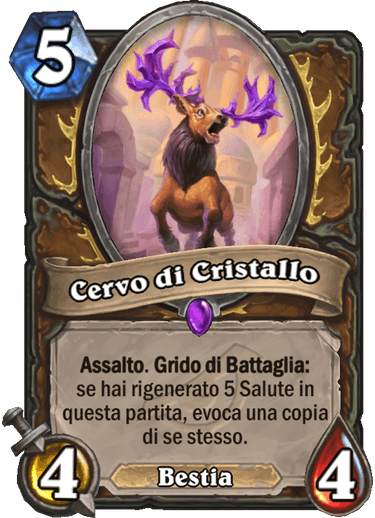 5
Cervo di Cristallo
Assalto. Grido di Battaglia:
se hai rigenerato 5 Salute in
questa partita, evoca una copia
di se stesso.
4
Bestia
4